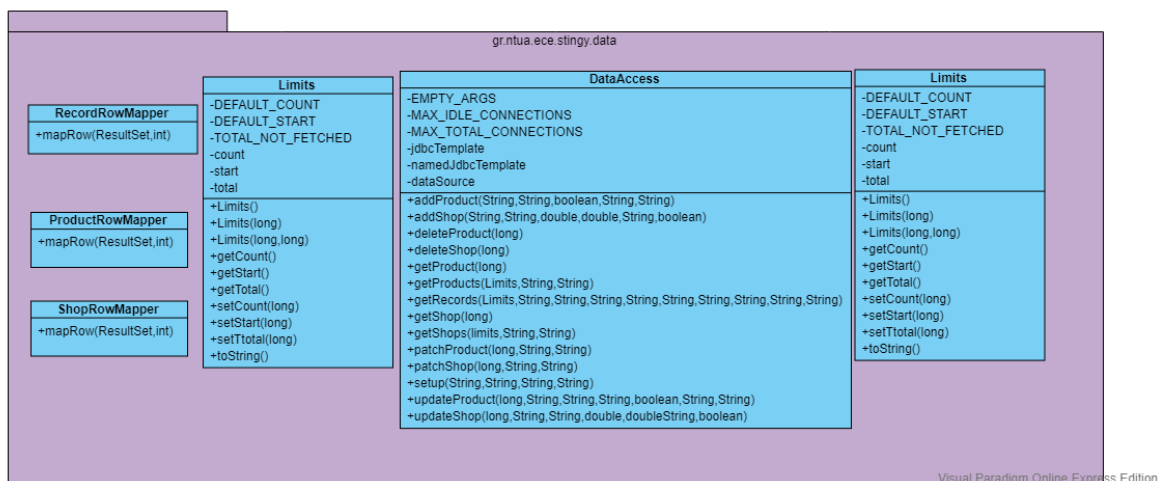 gr.ntua.ece.stingy.data
RecordRowMapper
+mapRow(ResultSet,int)
ProductRowMapper
+mapRow(ResultSet,int)
ShopRowMapper
+mapRow(ResultSet,int)
Limits
-DEFAULT_COUNT
-DEFAULT_START
-TOTAL_NOT_FETCHED
-count
-start
-total
+Limits()
+Limits(long)
+Limits(long,long)
+getCount()
+getStart()
+getTotal()
+setCount(long)
+setStart(long)
+setTtotal(long)
+toString()
DataAccess
-EMPTY_ARGS
-MAX_IDLE_CONNECTIONS
-MAX_TOTAL_CONNECTIONS
-jdbcTemplate
-namedJdbcTemplate
-dataSource
+addProduct(String,String,boolean,String,String)
+addShop(String,String,double,double,String,boolean)
+deleteProduct(long)
+deleteShop(long)
+getProduct(long)
+getProducts(Limits,String,String)
+getRecords(Limits,String,String,String,String,String,String,String,String,String)
+getShop(long)
+getShops(limits,String,String)
+patchProduct(long,String,String)
+patchShop(long,String,String)
+setup(String,String,String,String)
+updateProduct(long,String,String,String,boolean,String,String)
+updateShop(long,String,String,double,doubleString,boolean)
Limits
-DEFAULT_COUNT
-DEFAULT_START
-TOTAL_NOT_FETCHED
-count
-start
-total
+Limits()
+Limits(long)
+Limits(long,long)
+getCount()
+getStart()
+getTotal()
+setCount(long)
+setStart(long)
+setTtotal(long)
+toString()
Visual Paradigm Online Express Edition